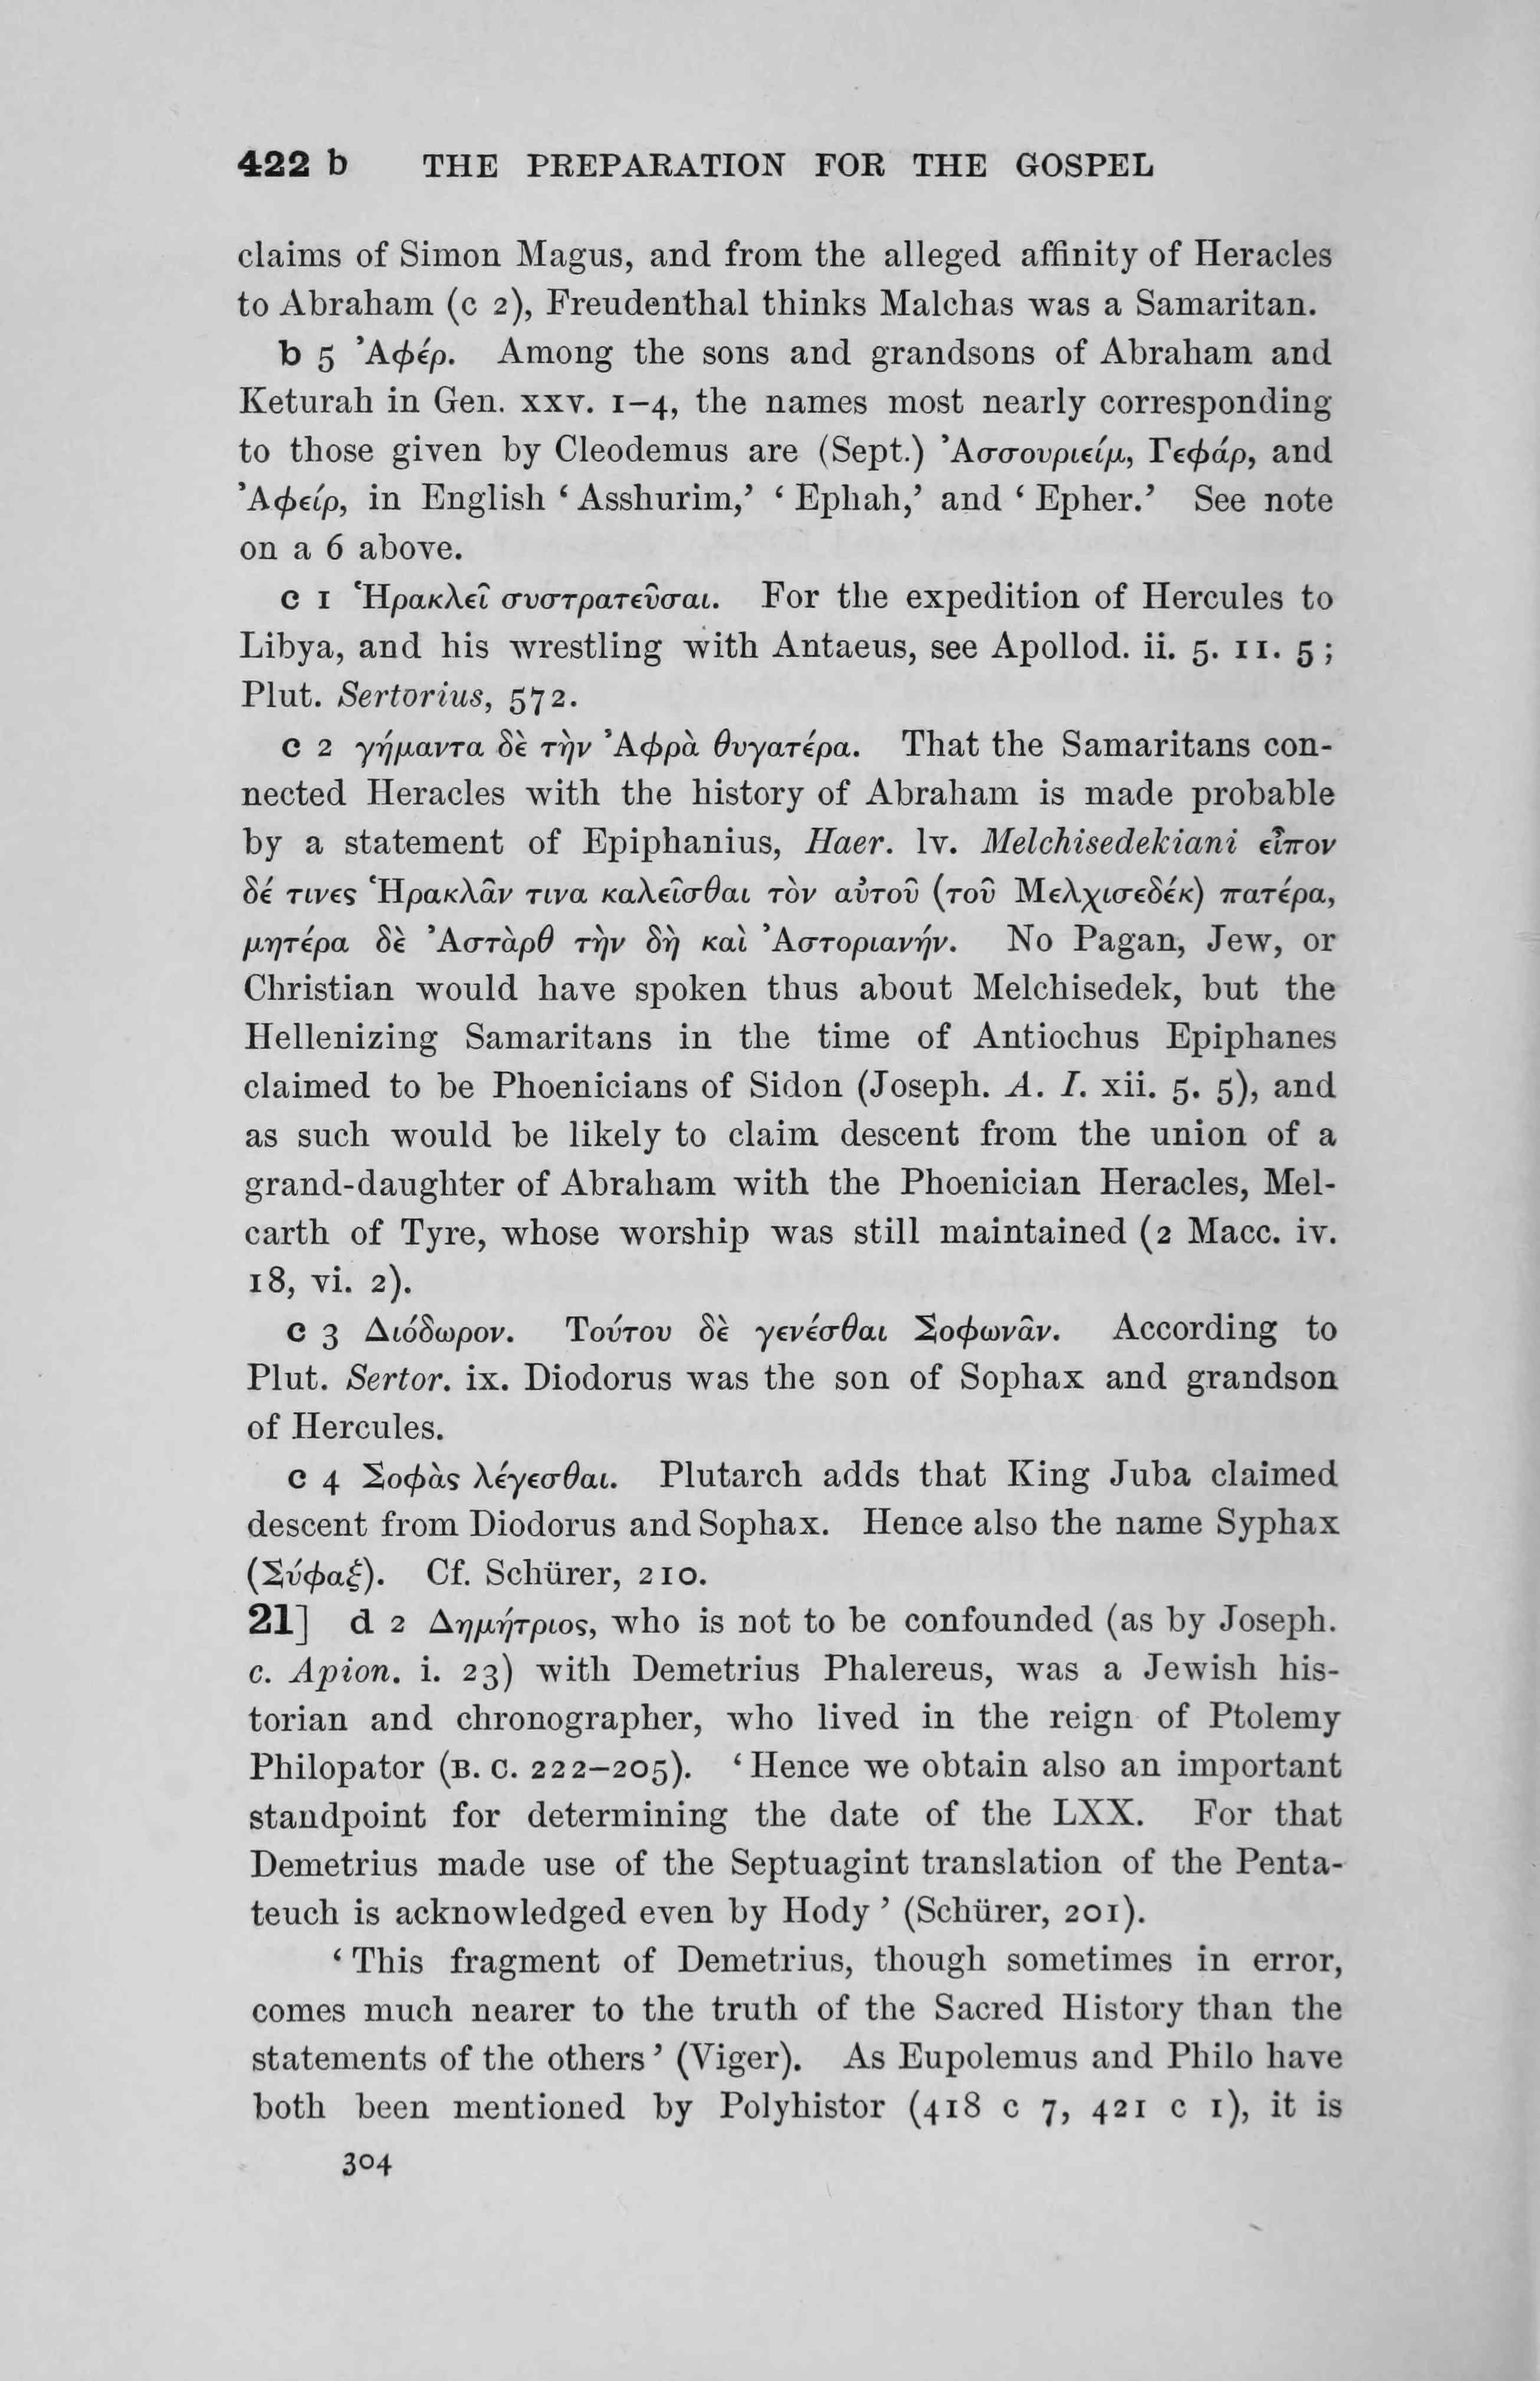 422 b THE PREPARATION FOR THE GOSPEL
claims of Simon Magus, and from the alleged affinity of Heracles
to Abraham (c 2), Freudenthal thinks Malchas was a Samaritan.
b 5 Ἀφέρ. Among the sons and grandsons of Abraham and
Keturah in Gen. xxv. 1–4, the names most nearly corresponding
to those given by Cleodemus are (Sept.) Ἀσσουριείμ, Γεφάρ, and
Ἀφείρ, in English ‘Asshurim,’ ‘Ephah,’ and ‘Epher.’ See note
on a 6 above.
c 1 Ἡρακλεῖ συστρατεῦσαι. For the expedition of Hercules to
Libya, and his wrestling with Antaeus, see Apollod. ii. 5. 11. 5;
Plut. Sertorius, 572.
c 2 γήμαντα δὲ τὴν Ἀφρὰ θυγατέρα. That the Samaritans con-
nected Heracles with the history of Abraham is made probable
by a statement of Epiphanius, Haer. lv. Melchisedekiani εἶπον
δέ τινες Ἡρακλᾶν τινα καλεῖσθαι τὸν αὐτοῦ (τοῦ Μελχισεδέκ) πατέρα,
μητέρα δὲ Ἀστὰρθ τὴν δὴ καὶ Ἀστοριανήν. No Pagan, Jew, or
Christian would have spoken thus about Melchisedek, but the
Hellenizing Samaritans in the time of Antiochus Epiphanes
claimed to be Phoenicians of Sidon (Joseph. A. I. xii. 5. 5), and
as such would be likely to claim descent from the union of a
grand-daughter of Abraham with the Phoenician Heracles, Mel-
carth of Tyre, whose worship was still maintained (2 Macc. iv.
18, vi. 2).
c 3 Διόδωρον. Τούτου δὲ γενέσθαι Σοφωνᾶν. According to
Plut. Sertor. ix. Diodorus was the son of Sophax and grandson
of Hercules.
c 4 Σοφὰς λέγεσθαι. Plutarch adds that King Juba claimed
descent from Diodorus and Sophax. Hence also the name Syphax
(Σύφαξ). Cf. Schürer, 210.
21] d 2 Δημήτριος, who is not to be confounded (as by Joseph.
c. Apion. i. 23) with Demetrius Phalereus, was a Jewish his-
torian and chronographer, who lived in the reign of Ptolemy
Philopator (B. C. 222–205). ‘Hence we obtain also an important
standpoint for determining the date of the LXX. For that
Demetrius made use of the Septuagint translation of the Penta-
teuch is acknowledged even by Hody’ (Schürer, 201).
‘This fragment of Demetrius, though sometimes in error,
comes much nearer to the truth of the Sacred History than the
statements of the others’ (Viger). As Eupolemus and Philo have
both been mentioned by Polyhistor (418 c 7, 421 c 1), it is
304